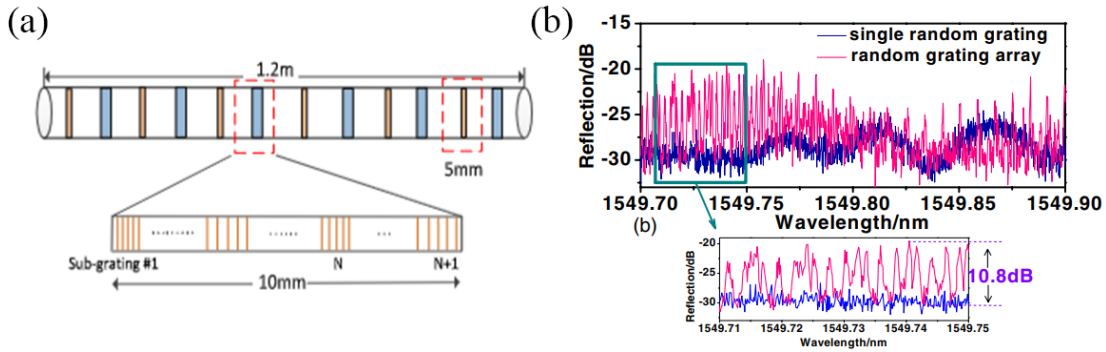 (a)
1.2m
5mm
Sub-grating #1
N
N+1
10mm
(b)
Reflection/dB
-15
-20
-25
-30
single random grating
random grating array
1549.70
1549.75
1549.80
1549.85
1549.90
Wavelength/nm
(b)
Reflection/dB
-20
-25
-30
10.8dB
1549.71
1549.72
1549.73
1549.74
1549.75
Wavelength/nm